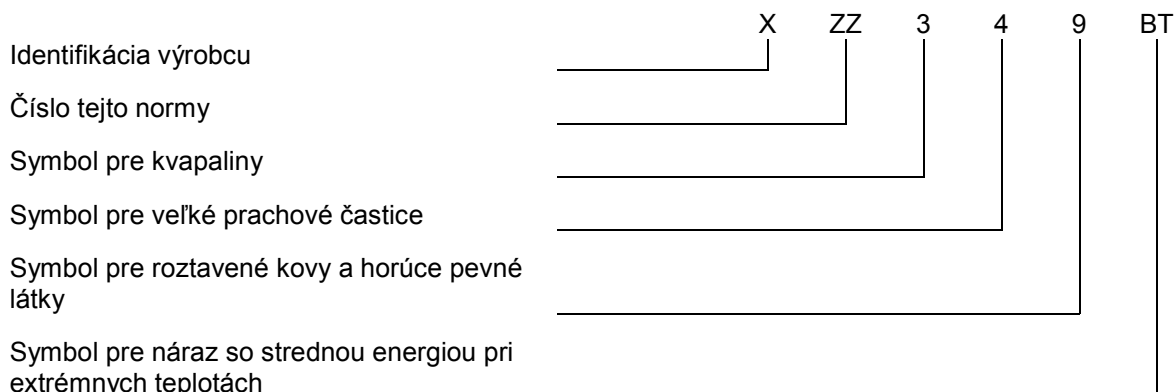 X ZZ 3 4 9 BT
Identifikácia výrobcu
Číslo tejto normy
Symbol pre kvapaliny
Symbol pre veľké prachové častice
Symbol pre roztavené kovy a horúce pevné
látky
Symbol pre náraz so strednou energiou pri
extrémnych teplotách